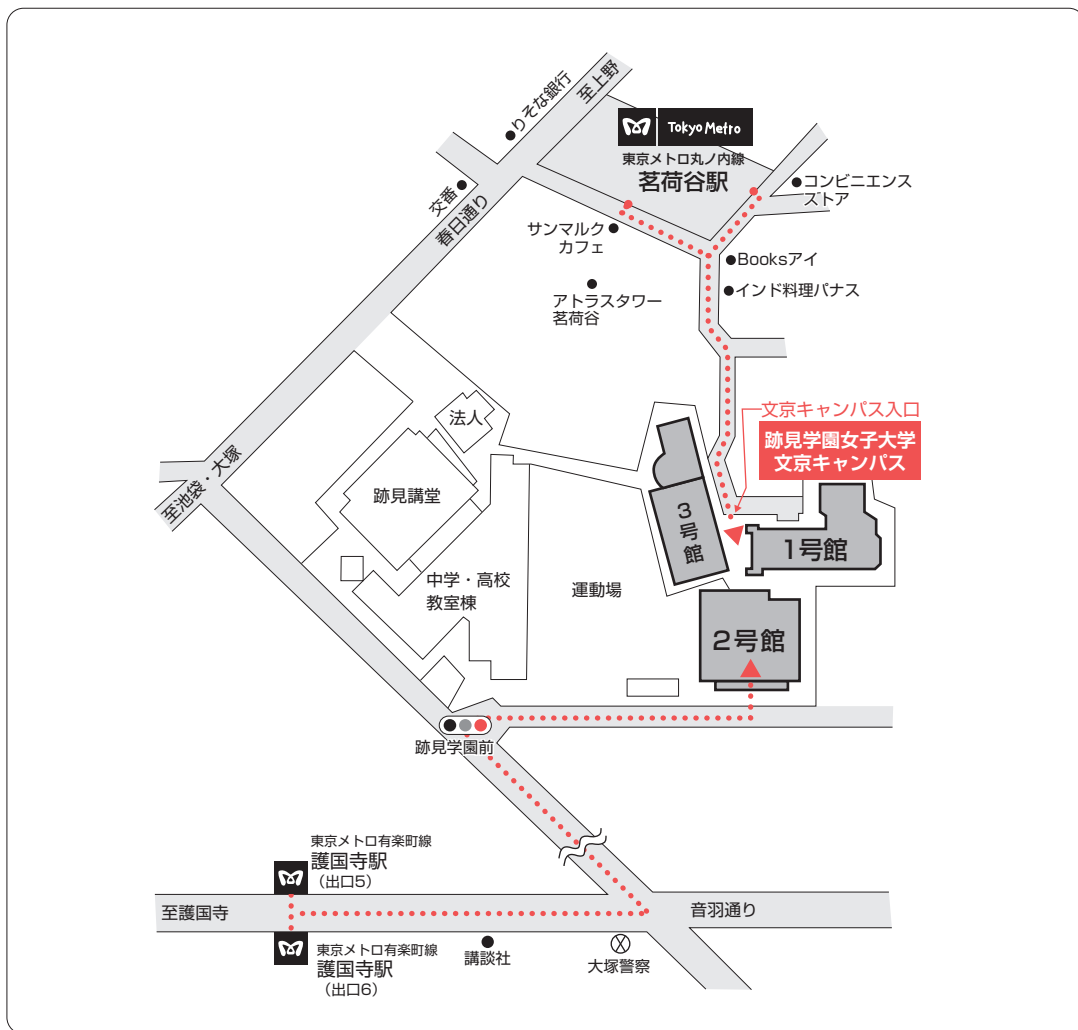 至上野
りそな銀行
Tokyo Metro
東京メトロ丸ノ内線
茗荷谷駅
コンビニエンス
ストア
交番
春日通り
サンマルク
カフェ
Booksアイ
インド料理パナス
アトラスタワー
茗荷谷
文京キャンパス入口
跡見学園女子大学
文京キャンパス
法人
至池袋・大塚
跡見講堂
3号館
1号館
中学・高校
教室棟
運動場
2号館
跡見学園前
東京メトロ有楽町線
護国寺駅
（出口5）
至護国寺
音羽通り
東京メトロ有楽町線
護国寺駅
（出口6）
講談社
大塚警察